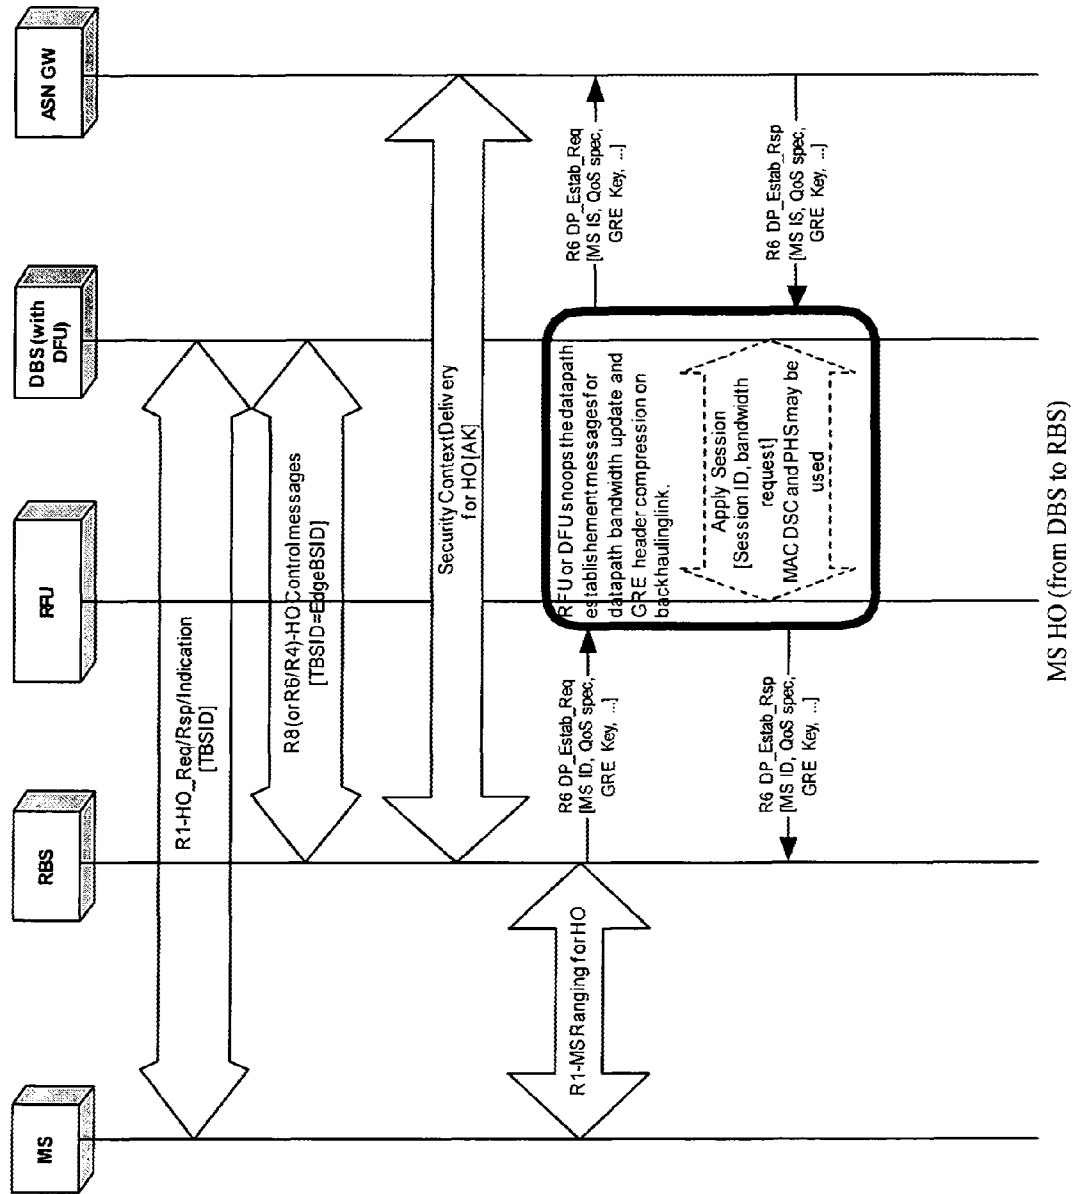 MS
RBS
RFU
DBS (with
DFU)
ASN GW
R1-HO_Req/Rsp/Indication
[TBSID]
R8(or R6/R4)-HO Control messages
[TBSID=EdgeBSID]
Security Context Delivery
for HO [AK]
R1-MS Ranging for HO
R6 DP_Estab_Req
[MS ID, QoS spec,
GRE Key, ...]
RFU or DFU snoops the datapath
establishement messages for
datapath bandwidth update and
GRE header compression on
backhauling link.
R6 DP_Estab_Req
[MS IS, QoS spec,
GRE Key, ...]
Apply Session
[Session ID, bandwidth
request]
MAC DSC and PHS may be
used
R6 DP_Estab_Rsp
[MS ID, QoS spec,
GRE Key, ...]
R6 DP_Estab_Rsp
[MS IS, QoS spec,
GRE Key, ...]
MS HO (from DBS to RBS)